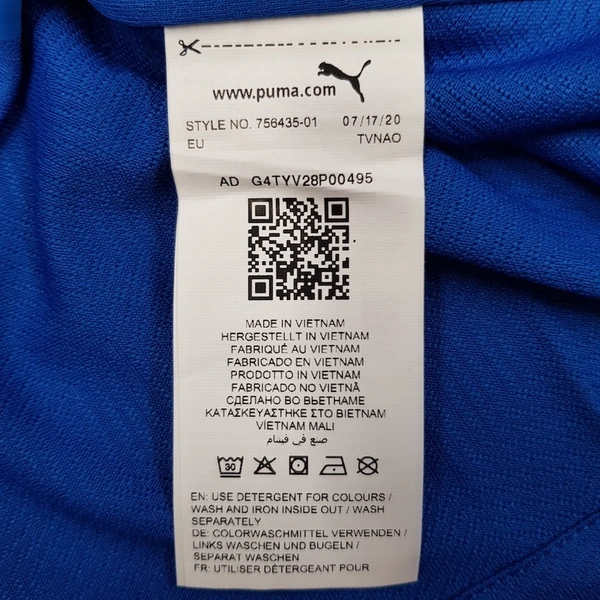 www.puma.com
STYLE NO. 756435-01 07/17/20
EU TVNAO
AD G4TYV28P00495
MADE IN VIETNAM
HERGESTELLT IN VIETNAM
FABRIQUÉ AU VIETNAM
FABRICADO EN VIETNAM
PRODOTTO IN VIETNAM
FABRICADO NO VIETNÃ
СДЕЛАНО ВО ВЬЕТНАМЕ
ΚΑΤΑΣΚΕΥΑΣΤΗΚΕ ΣΤΟ ΒΙΕΤΝΑΜ
VIETNAM MALI
صنع في فيتنام
30
EN: USE DETERGENT FOR COLOURS /
WASH AND IRON INSIDE OUT / WASH
SEPARATELY
DE: COLORWASCHMITTEL VERWENDEN /
LINKS WASCHEN UND BUGELN /
SEPARAT WASCHEN
FR: UTILISER DÉTERGENT POUR